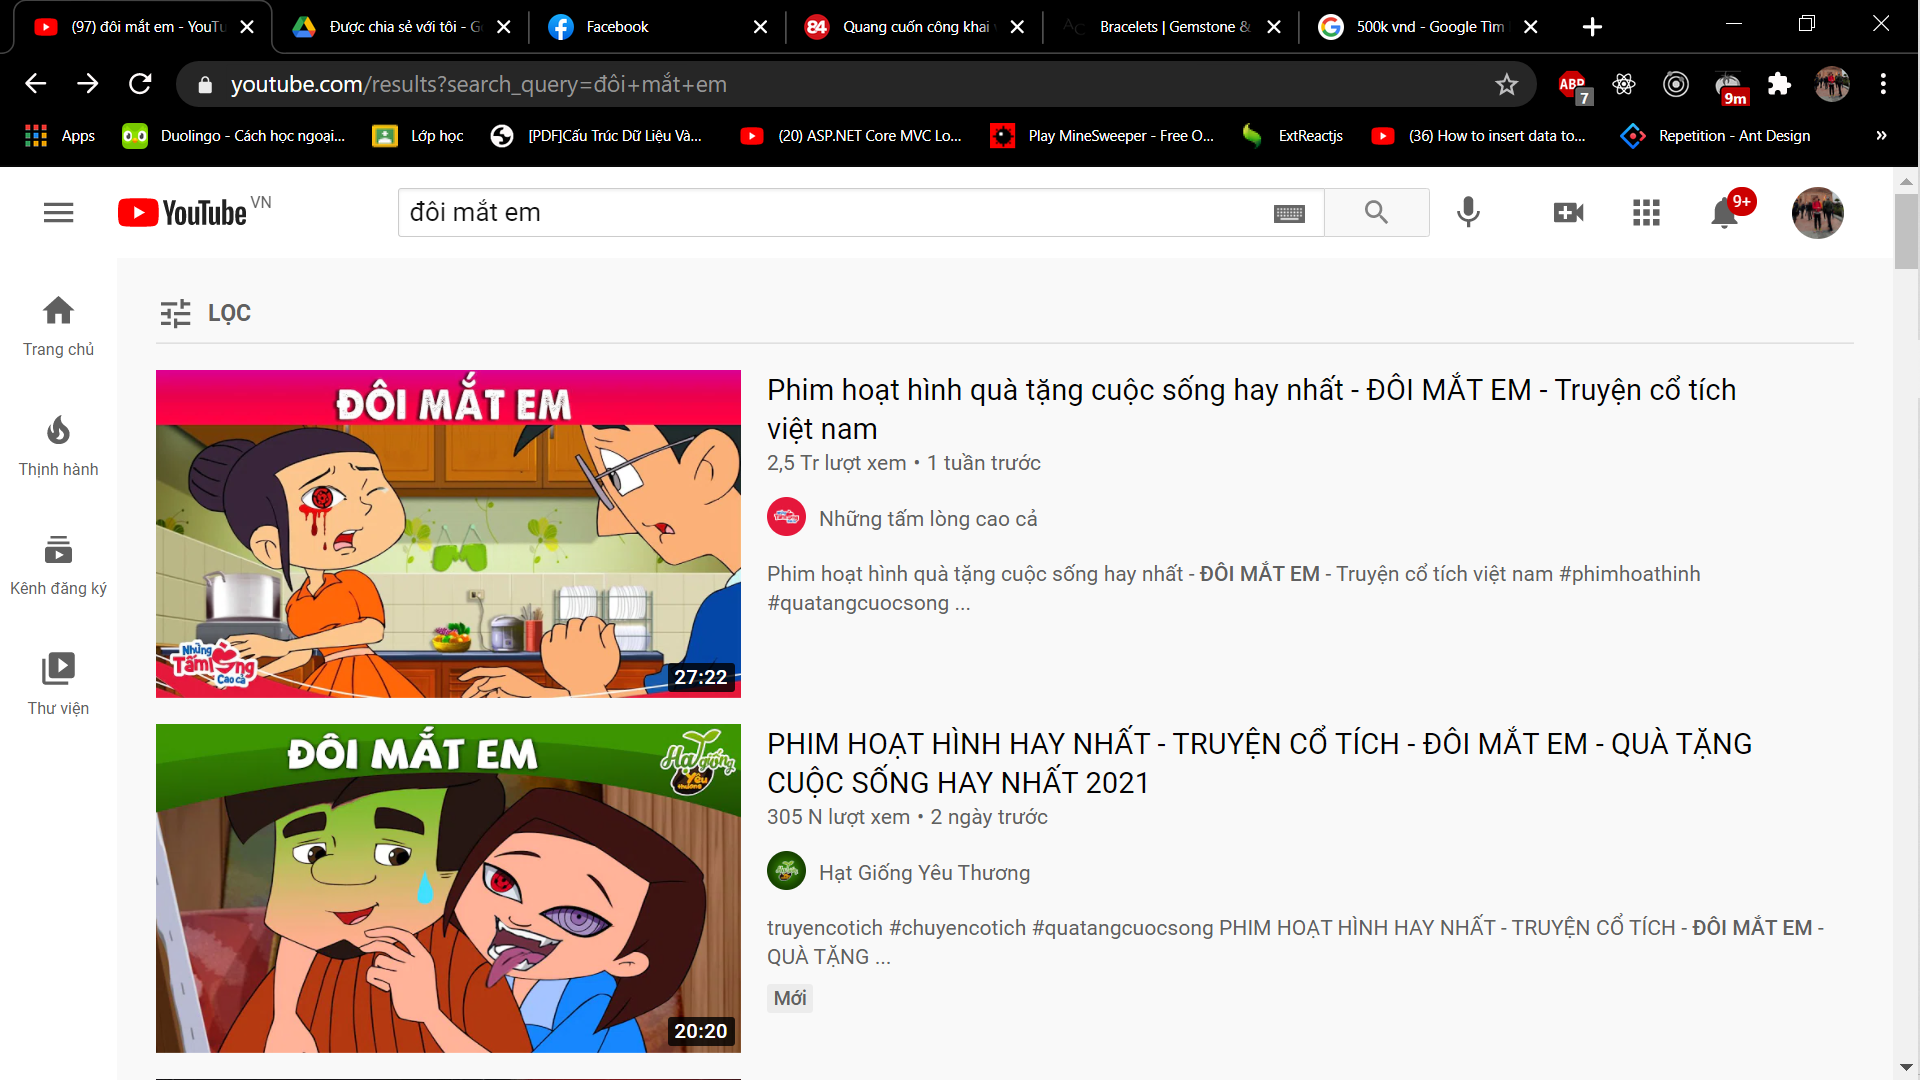 (97) đôi mắt em - YouTu
Được chia sẻ với tôi - G
Facebook
84
Quang cuốn công khai
AC
Bracelets | Gemstone &
500k vnd - Google Tìm
youtube.com/results?search_query=đôi+mắt+em
ABP
7
9m
Apps
Duolingo - Cách học ngoại...
Lớp học
[PDF]Cấu Trúc Dữ Liệu Và...
(20) ASP.NET Core MVC Lo...
Play MineSweeper - Free O...
ExtReactjs
(36) How to insert data to...
Repetition - Ant Design
»
YouTube VN
đôi mắt em
9+
Trang chủ
Thịnh hành
Kênh đăng ký
Thư viện
LỌC
ĐÔI MẮT EM
Những
Tấm lòng
Cao cả
27:22
Phim hoạt hình quà tặng cuộc sống hay nhất - ĐÔI MẮT EM - Truyện cổ tích
việt nam
2,5 Tr lượt xem • 1 tuần trước
Những tấm lòng cao cả
Phim hoạt hình quà tặng cuộc sống hay nhất - ĐÔI MẮT EM - Truyện cổ tích việt nam #phimhoathinh
#quatangcuocsong ...
ĐÔI MẮT EM
Hạt giống
Yêu
thương
20:20
PHIM HOẠT HÌNH HAY NHẤT - TRUYỆN CỔ TÍCH - ĐÔI MẮT EM - QUÀ TẶNG
CUỘC SỐNG HAY NHẤT 2021
305 N lượt xem • 2 ngày trước
Hạt Giống Yêu Thương
truyencotich #chuyencotich #quatangcuocsong PHIM HOẠT HÌNH HAY NHẤT - TRUYỆN CỔ TÍCH - ĐÔI MẮT EM -
QUÀ TẶNG ...
Mới